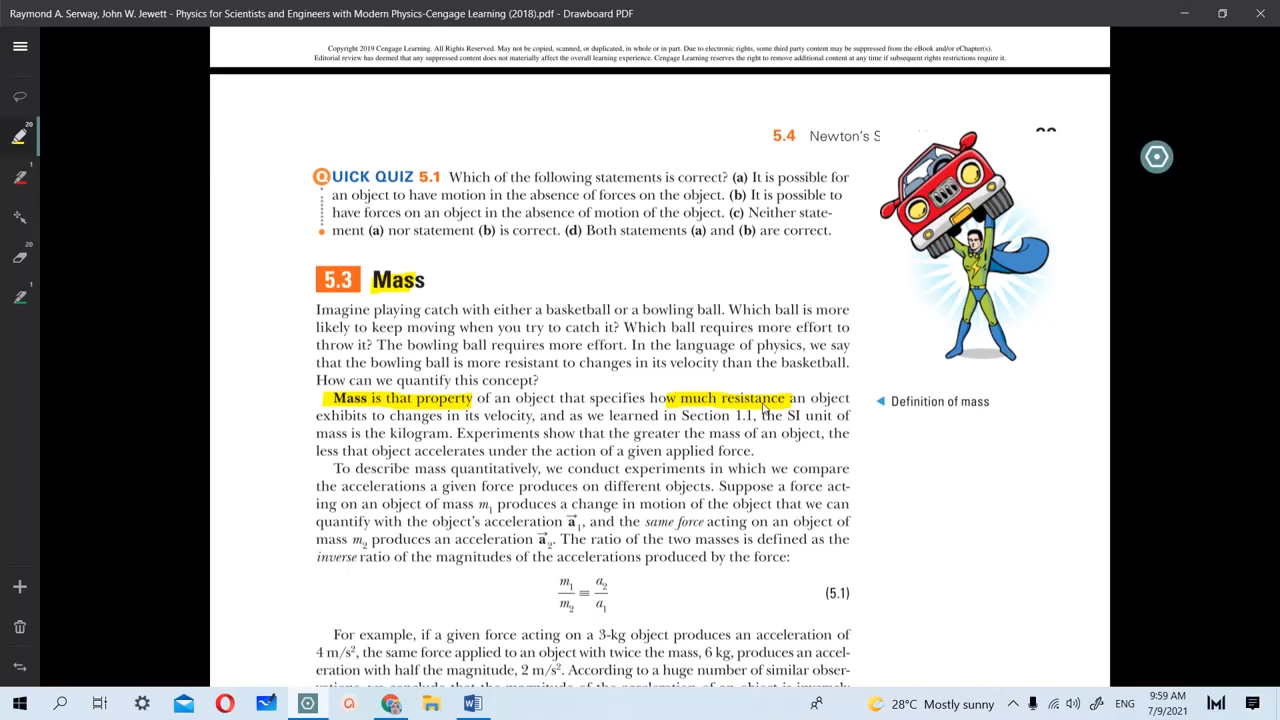 Raymond A. Serway, John W. Jewett - Physics for Scientists and Engineers (2018).pdf - Drawboard PDF
Copyright 2019 Cengage Learning. All Rights Reserved. May not be copied, scanned, or duplicated, in whole or in part. Due to electronic rights, some third party content may be suppressed from the eBook and/or eChapter(s).
Editorial review has deemed that any suppressed content does not materially affect the overall learning experience. Cengage Learning reserves the right to remove additional content at any time if subsequent rights restrictions require it.
20
1
20
1
5.4 Newton's S
QUICK QUIZ 5.1 Which of the following statements is correct? (a) It is possible for
an object to have motion in the absence of forces on the object. (b) It is possible to
have forces on an object in the absence of motion of the object. (c) Neither state-
ment (a) nor statement (b) is correct. (d) Both statements (a) and (b) are correct.
5.3 Mass
Imagine playing catch with either a basketball or a bowling ball. Which ball is more
likely to keep moving when you try to catch it? Which ball requires more effort to
throw it? The bowling ball requires more effort. In the language of physics, we say
that the bowling ball is more resistant to changes in its velocity than the basketball.
How can we quantify this concept?
Mass is that property of an object that specifies how much resistance an object
exhibits to changes in its velocity, and as we learned in Section 1.1, the SI unit of
mass is the kilogram. Experiments show that the greater the mass of an object, the
less that object accelerates under the action of a given applied force.
◀ Definition of mass
To describe mass quantitatively, we conduct experiments in which we compare
the accelerations a given force produces on different objects. Suppose a force act-
ing on an object of mass m₁ produces a change in motion of the object that we can
quantify with the object's acceleration a⃗₁, and the same force acting on an object of
mass m₂ produces an acceleration a⃗₂. The ratio of the two masses is defined as the
inverse ratio of the magnitudes of the accelerations produced by the force:
m₁/m₂ ≡ a₂/a₁ (5.1)
For example, if a given force acting on a 3-kg object produces an acceleration of
4 m/s², the same force applied to an object with twice the mass, 6 kg, produces an accel-
eration with half the magnitude, 2 m/s². According to a huge number of similar obser-
28°C Mostly sunny
ENG
9:59 AM
7/9/2021